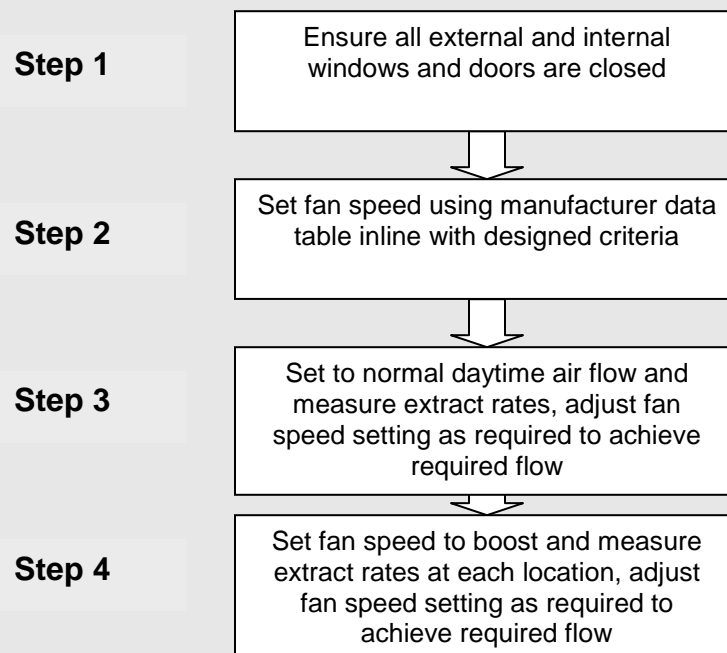 Step 1
Ensure all external and internal
windows and doors are closed
Step 2
Set fan speed using manufacturer data
table inline with designed criteria
Step 3
Set to normal daytime air flow and
measure extract rates, adjust fan
speed setting as required to achieve
required flow
Step 4
Set fan speed to boost and measure
extract rates at each location, adjust
fan speed setting as required to
achieve required flow